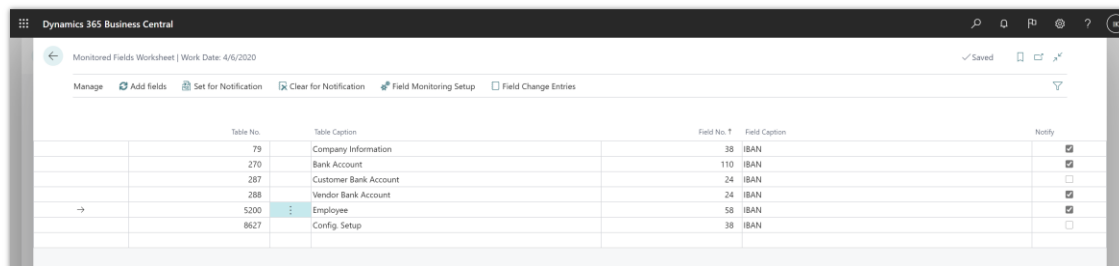 Dynamics 365 Business Central
Monitored Fields Worksheet | Work Date: 4/6/2020
Saved
Manage Add fields Set for Notification Clear for Notification Field Monitoring Setup Field Change Entries
Table No. Table Caption Field No. ↑ Field Caption Notify
79 Company Information 38 IBAN
270 Bank Account 110 IBAN
287 Customer Bank Account 24 IBAN
288 Vendor Bank Account 24 IBAN
5200 Employee 58 IBAN
8627 Config. Setup 38 IBAN